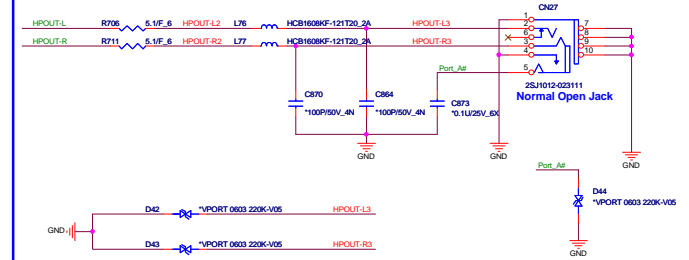 CN27
HPOUT-L R706 5.1/F_6 HPOUT-L2 L76 HCB1608KF-121T20_2A HPOUT-L3
HPOUT-R R711 5.1/F_6 HPOUT-R2 L77 HCB1608KF-121T20_2A HPOUT-R3
1
2
6
3
4
5
7
8
9
10
Port_A#
2SJ1012-023111
Normal Open Jack
C870
*100P/50V_4N
C864
*100P/50V_4N
C873
*0.1U/25V_6X
GND
GND
GND
Port_A#
D44
*VPORT 0603 220K-V05
GND
D42 *VPORT 0603 220K-V05 HPOUT-L3
GND
D43 *VPORT 0603 220K-V05 HPOUT-R3